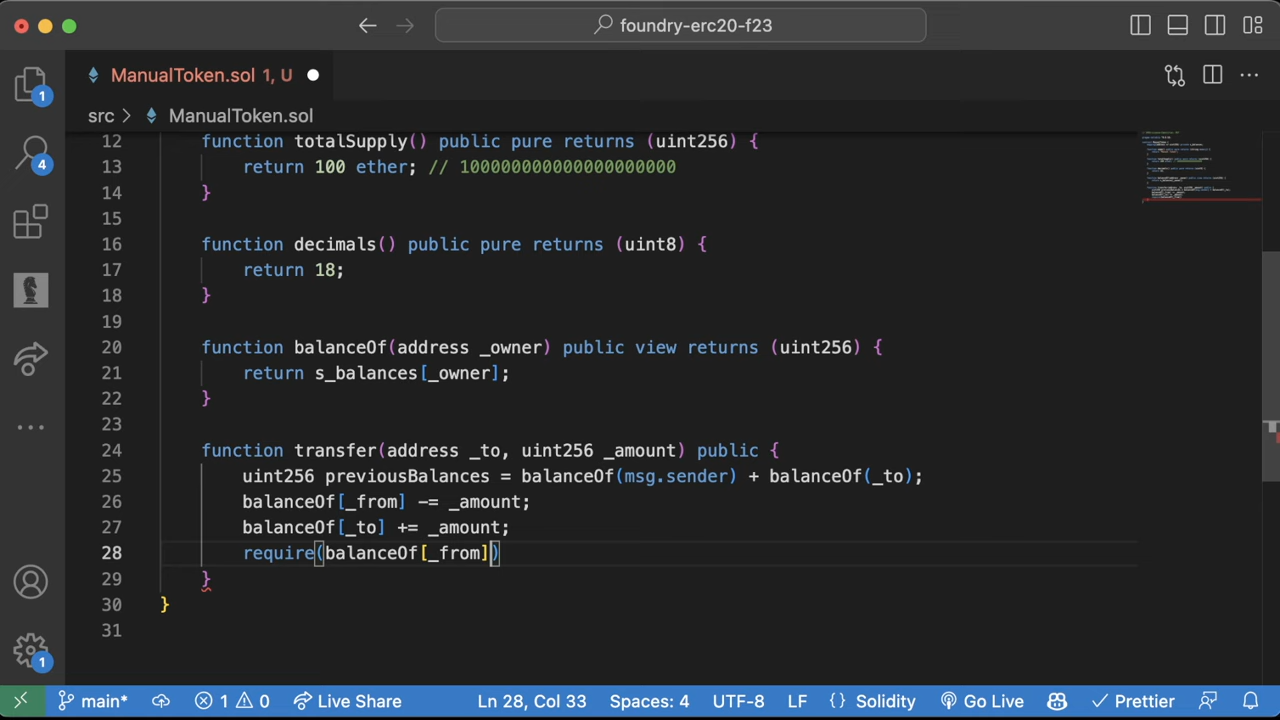 foundry-erc20-f23
ManualToken.sol 1, U
src > ManualToken.sol
1
4
12 function totalSupply() public pure returns (uint256) {
13 return 100 ether; // 100000000000000000000
14 }
15
16 function decimals() public pure returns (uint8) {
17 return 18;
18 }
19
20 function balanceOf(address _owner) public view returns (uint256) {
21 return s_balances[_owner];
22 }
23
24 function transfer(address _to, uint256 _amount) public {
25 uint256 previousBalances = balanceOf(msg.sender) + balanceOf(_to);
26 balanceOf[_from] -= _amount;
27 balanceOf[_to] += _amount;
28 require(balanceOf[_from])
29 }
30 }
31
1
main* 1 0 Live Share Ln 28, Col 33 Spaces: 4 UTF-8 LF {} Solidity Go Live Prettier